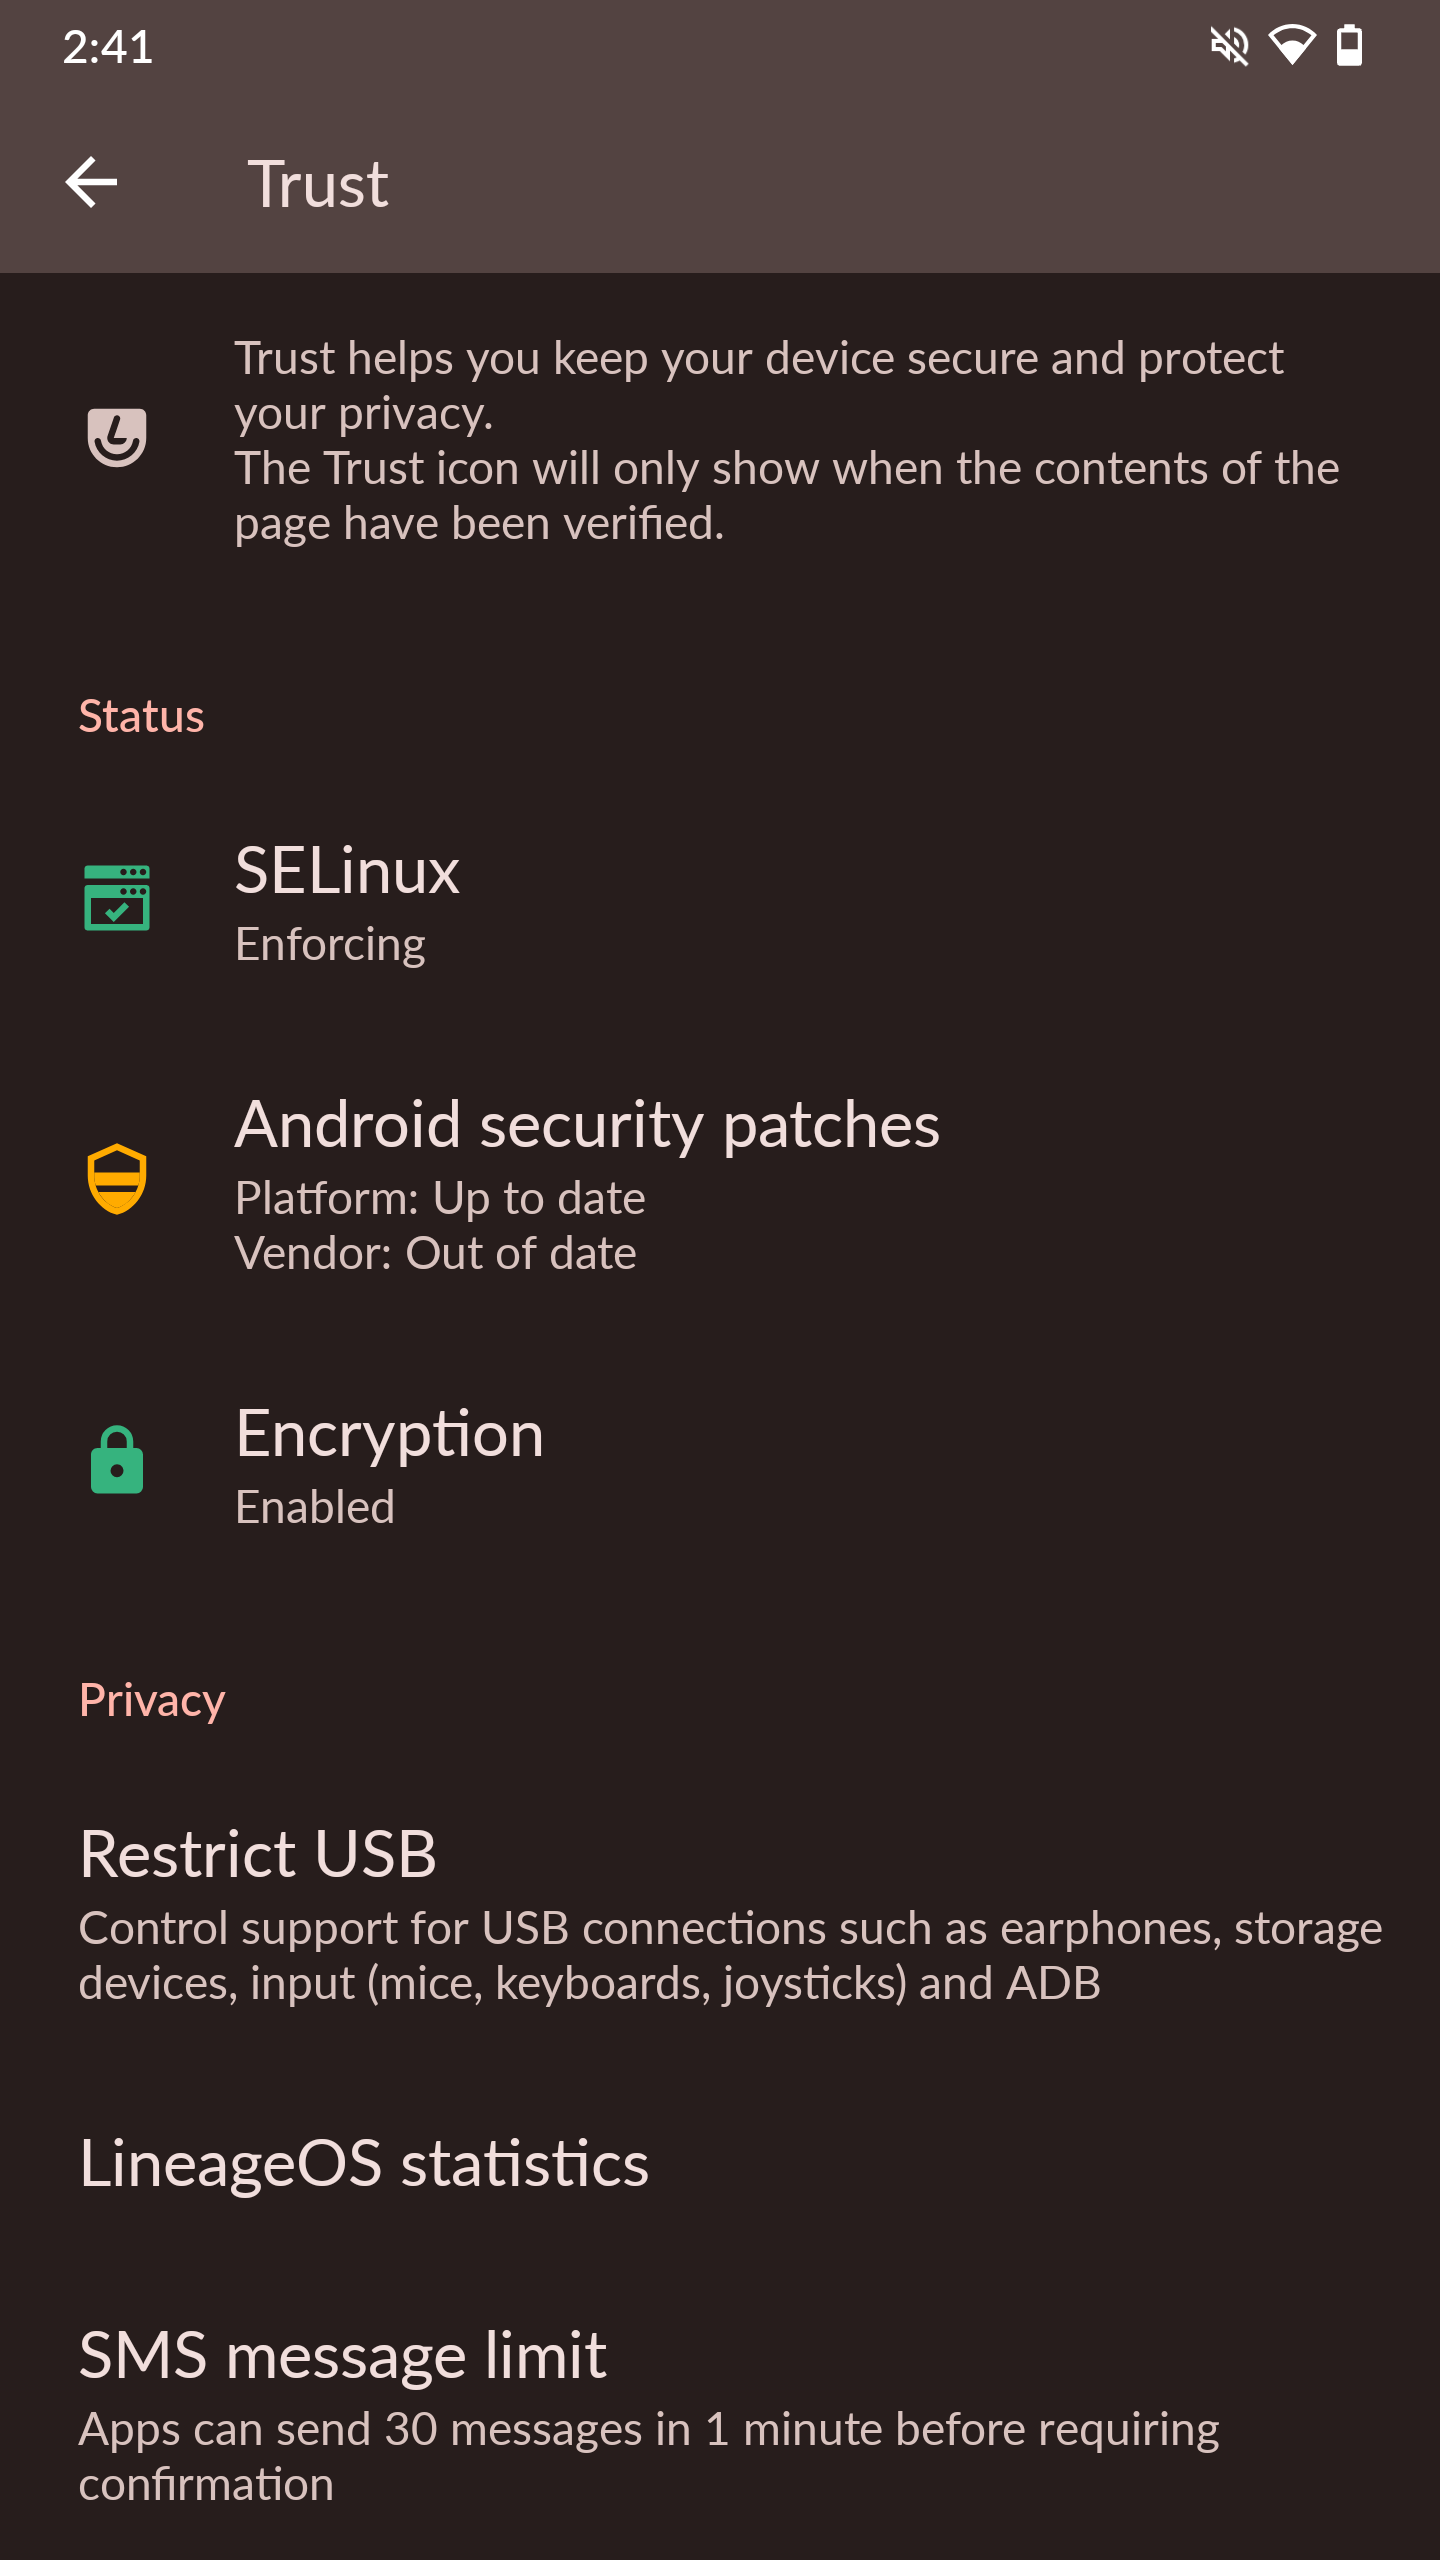 2:41
Trust
Trust helps you keep your device secure and protect
your privacy.
The Trust icon will only show when the contents of the
page have been verified.
Status
SELinux
Enforcing
Android security patches
Platform: Up to date
Vendor: Out of date
Encryption
Enabled
Privacy
Restrict USB
Control support for USB connections such as earphones, storage
devices, input (mice, keyboards, joysticks) and ADB
LineageOS statistics
SMS message limit
Apps can send 30 messages in 1 minute before requiring
confirmation